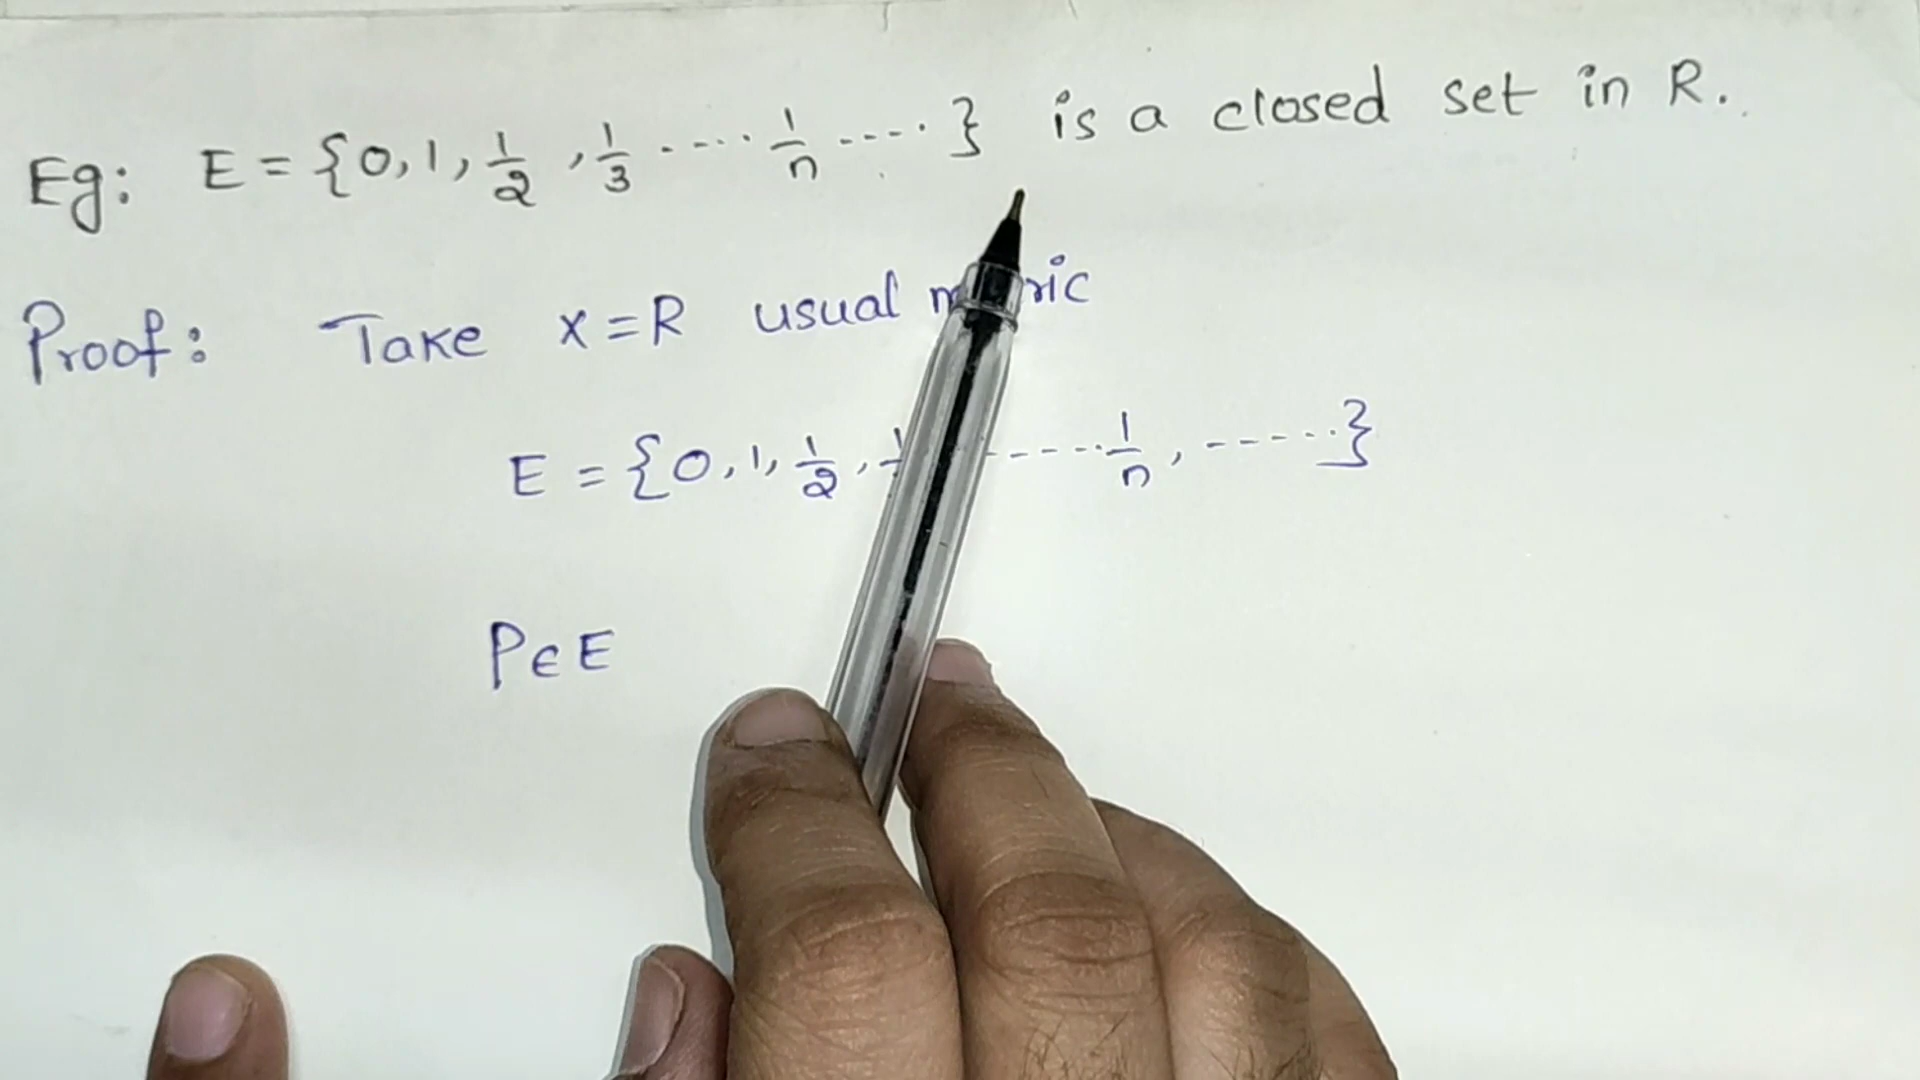 Eg: E = {0, 1, 1/2, 1/3 .... 1/n ....} is a closed set in R.
Proof: Take X = R usual
E = {0, 1, 1/2, ..... 1/n, .....}
P ∈ E